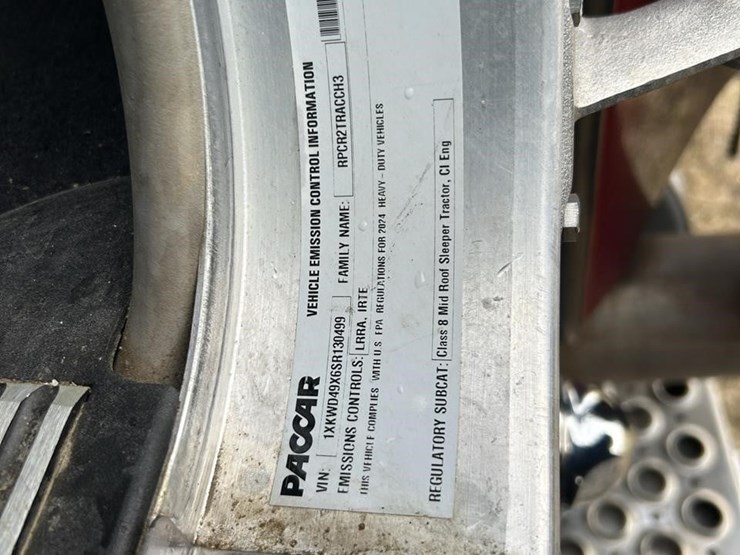 PACCAR
VEHICLE EMISSION CONTROL INFORMATION
VIN: 1XKWD49X6SR130499 FAMILY NAME: RPCR2TRACCH3
EMISSIONS CONTROLS: LRRA, IRTE
THIS VEHICLE COMPLIES WITH U.S EPA REGULATIONS FOR 2024 HEAVY - DUTY VEHICLES
REGULATORY SUBCAT: Class 8 Mid Roof Sleeper Tractor, CI Eng